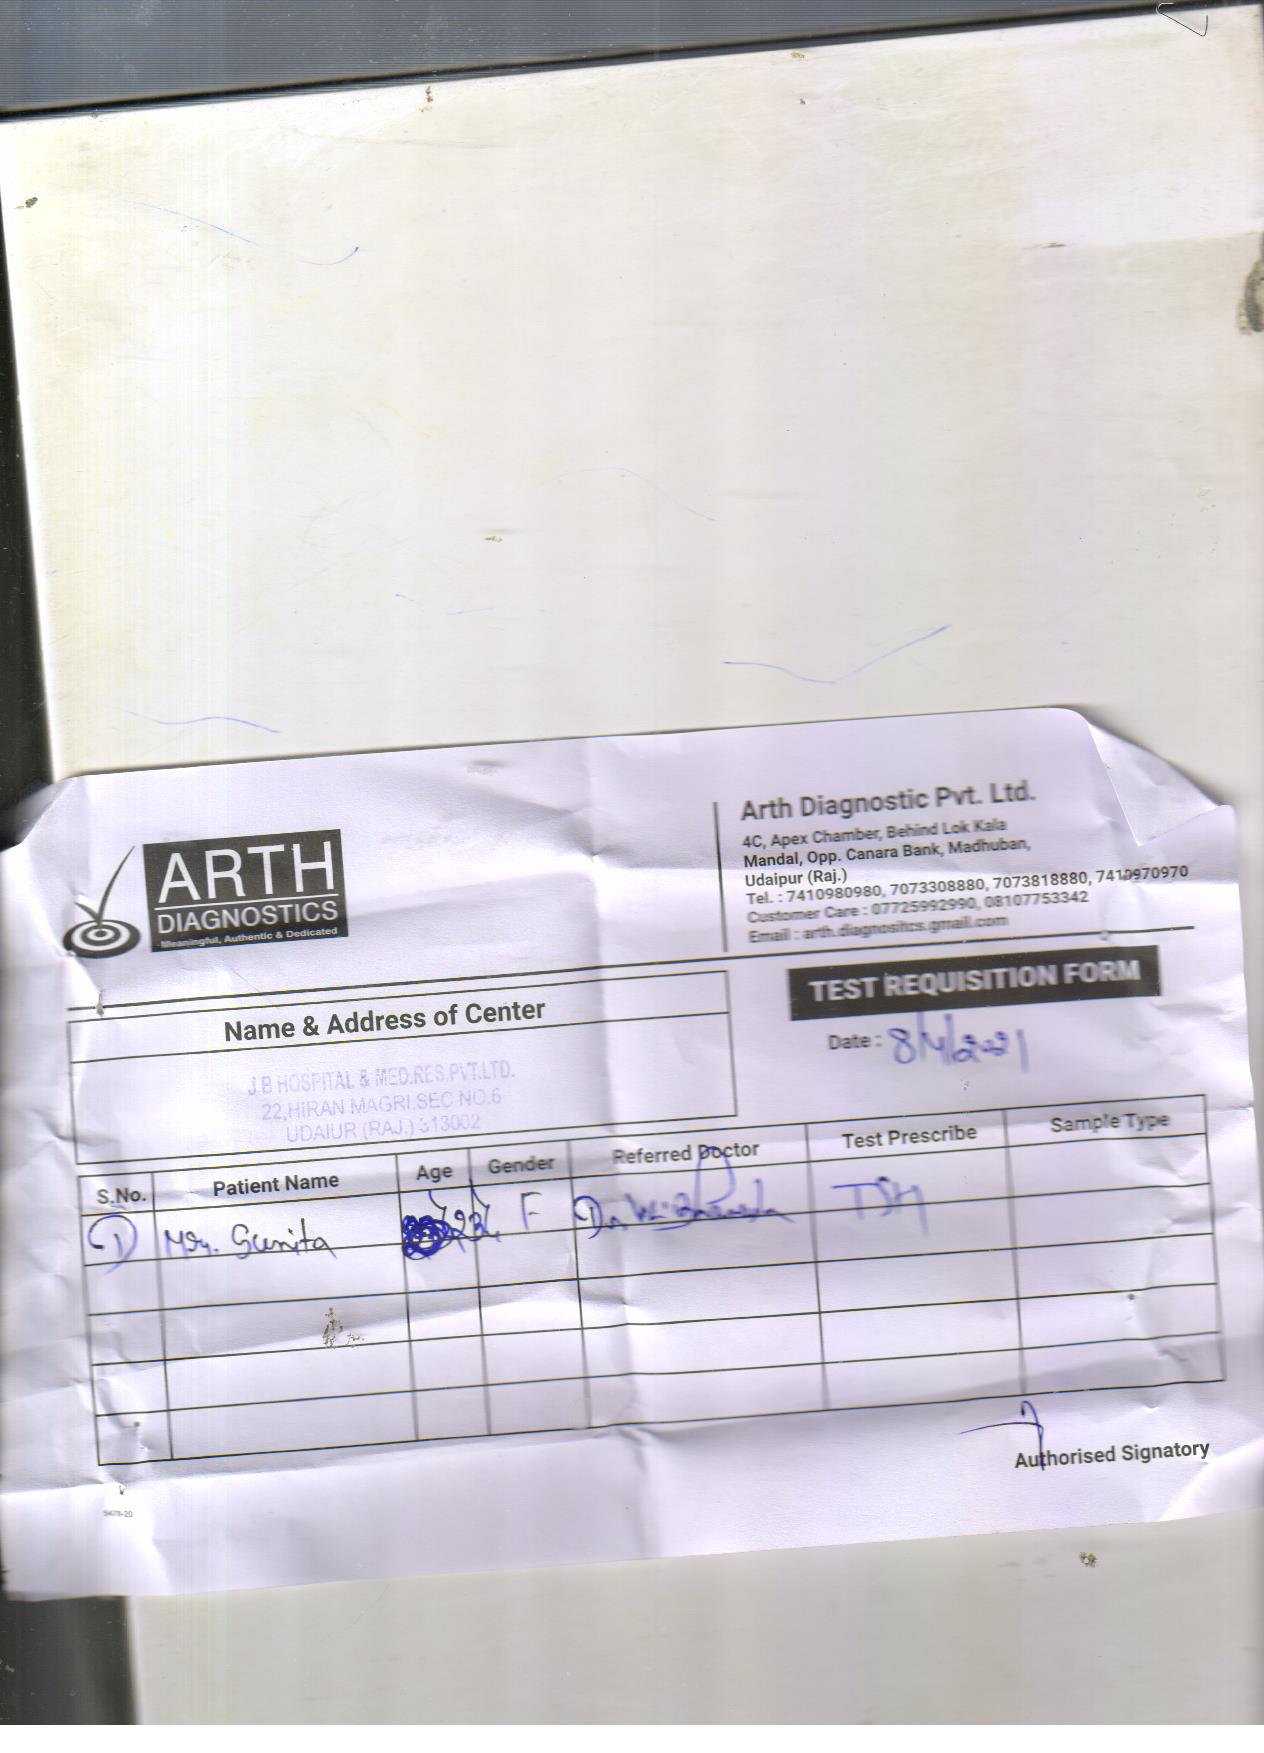 ARTH
DIAGNOSTICS
Meaningful, Authentic & Dedicated
Arth Diagnostic Pvt. Ltd.
4C, Apex Chamber, Behind Lok Kala
Mandal, Opp. Canara Bank, Madhuban,
Udaipur (Raj.)
Tel. : 7410980980, 7073308880, 7073818880, 7410970970
Customer Care : 07725992990, 08107753342
Email : arth.diagnositcs.gmail.com
TEST REQUISITION FORM
Date : 8/4/2021
Name & Address of Center
J.B HOSPITAL & MED.RES.PVT.LTD.
22,HIRAN MAGRI.SEC NO.6
UDAIUR (RAJ.) 313002
S.No. Patient Name Age Gender Referred Doctor Test Prescribe Sample Type
1) Mrs. Sunita F Dr. TSH
Authorised Signatory